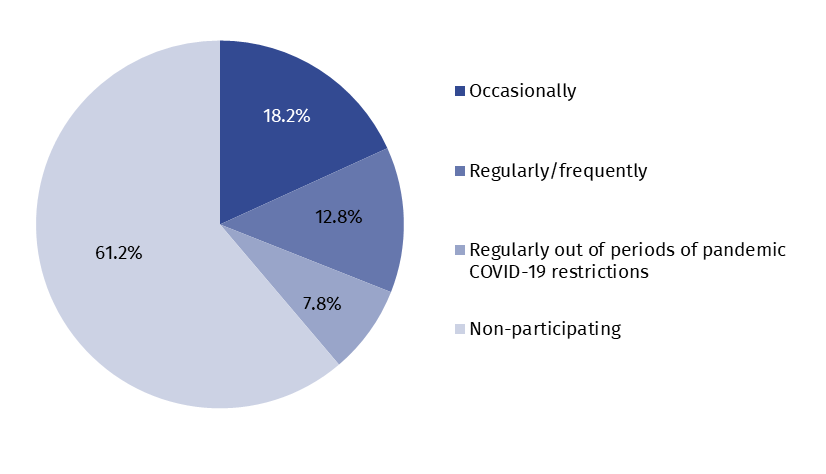 18.2%
12.8%
7.8%
61.2%
Occasionally
Regularly/frequently
Regularly out of periods of pandemic
COVID-19 restrictions
Non-participating